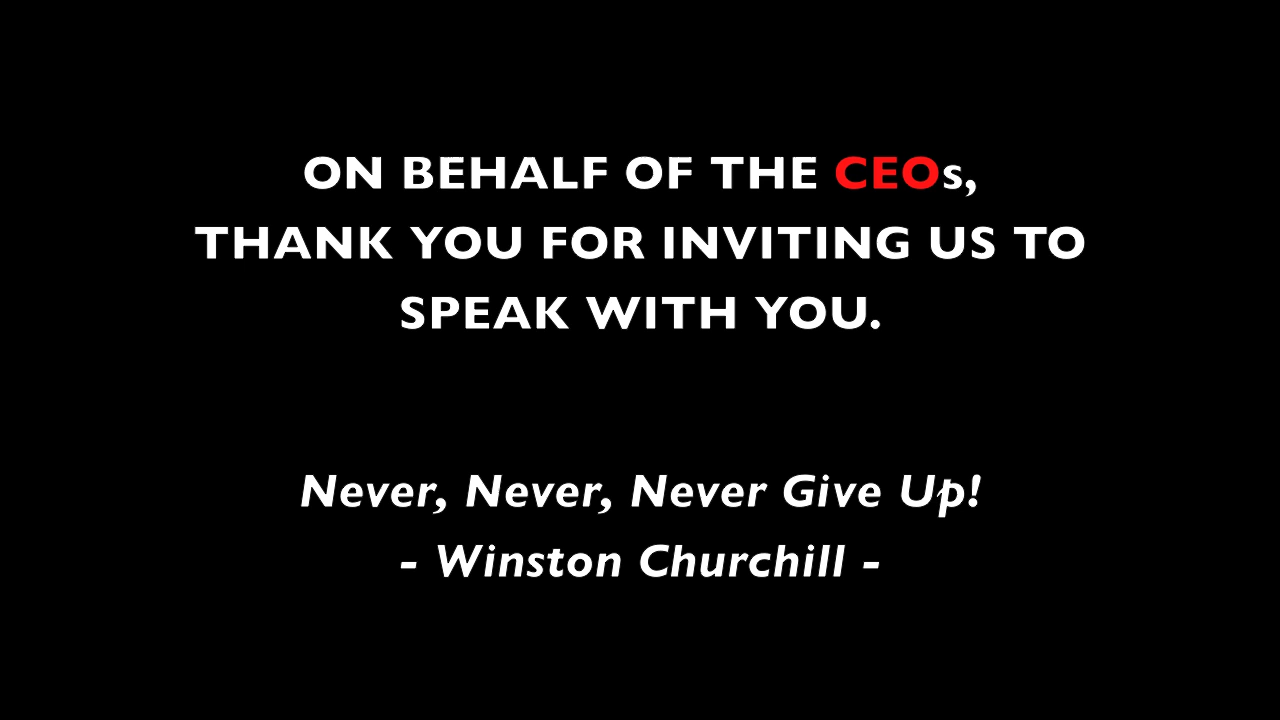 ON BEHALF OF THE CEOs,
THANK YOU FOR INVITING US TO
SPEAK WITH YOU.
Never, Never, Never Give Up!
- Winston Churchill -